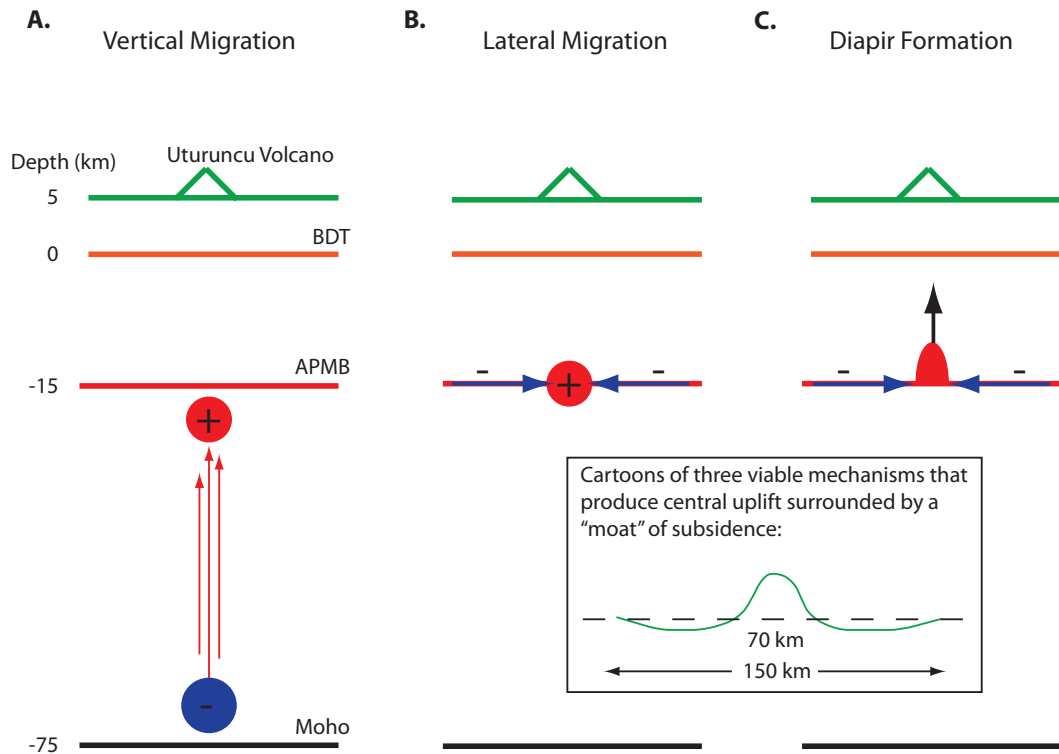 A.
Vertical Migration
B.
Lateral Migration
C.
Diapir Formation
Depth (km)
Uturuncu Volcano
5
BDT
0
APMB
-15
+
-
Moho
-75
-
+
-
-
-
Cartoons of three viable mechanisms that
produce central uplift surrounded by a
“moat” of subsidence:
70 km
150 km